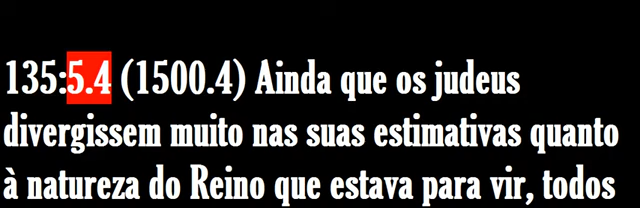 135:5.4 (1500.4) Ainda que os judeus
divergissem muito nas suas estimativas quanto
à natureza do Reino que estava para vir, todos